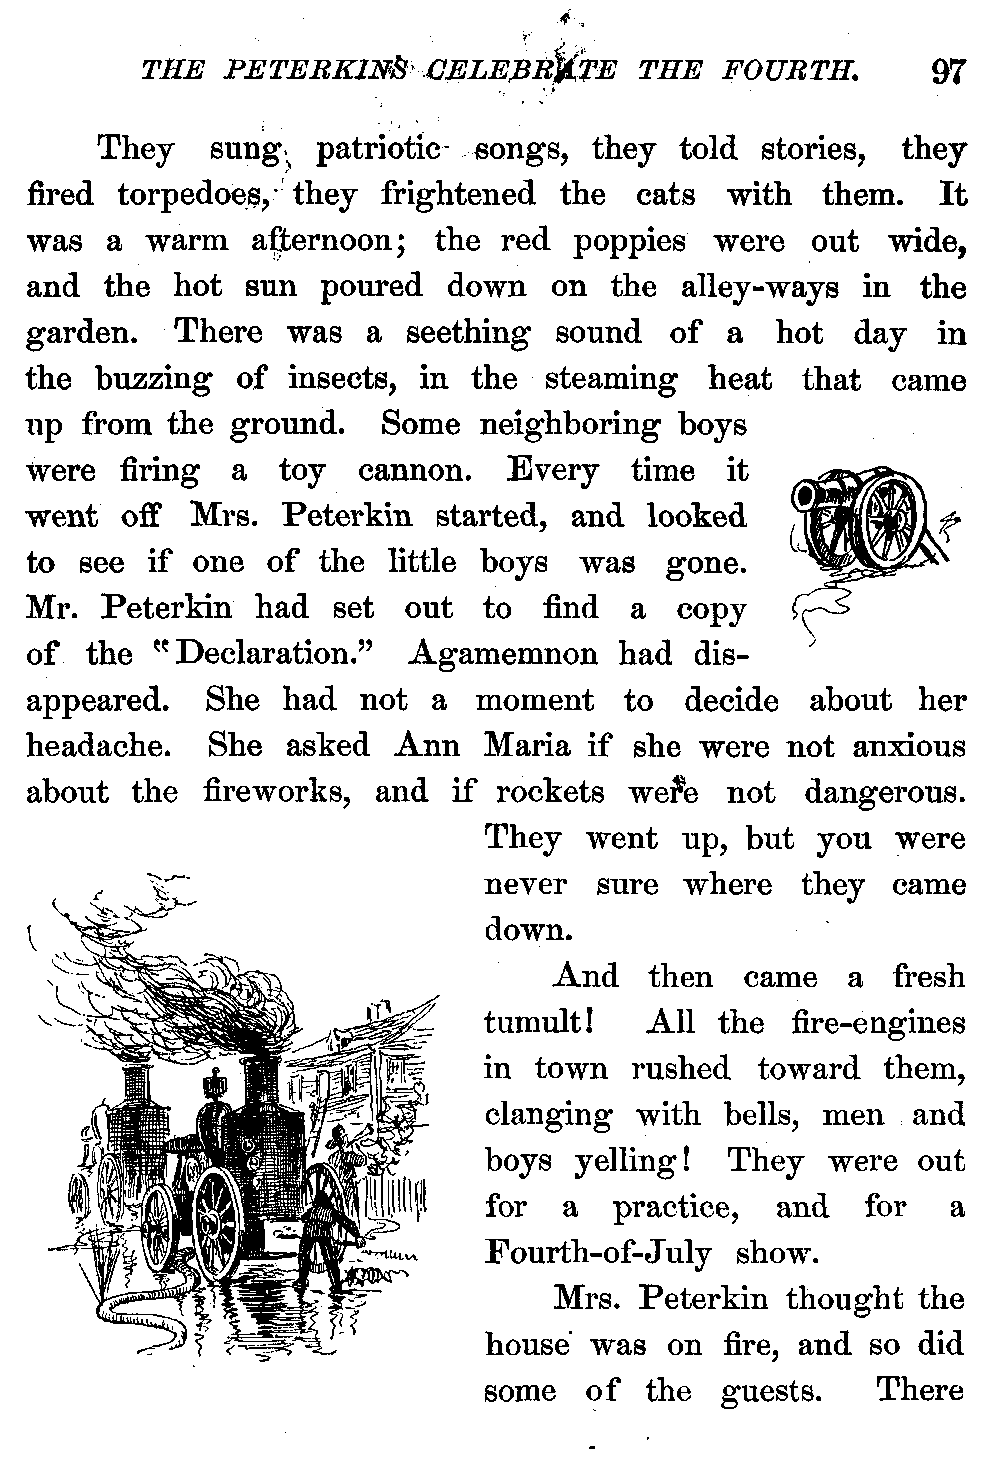 THE PETERKINS CELEBRATE THE FOURTH. 97
They sung patriotic songs, they told stories, they
fired torpedoes, they frightened the cats with them. It
was a warm afternoon; the red poppies were out wide,
and the hot sun poured down on the alley-ways in the
garden. There was a seething sound of a hot day in
the buzzing of insects, in the steaming heat that came
up from the ground. Some neighboring boys
were firing a toy cannon. Every time it
went off Mrs. Peterkin started, and looked
to see if one of the little boys was gone.
Mr. Peterkin had set out to find a copy
of the "Declaration." Agamemnon had dis-
appeared. She had not a moment to decide about her
headache. She asked Ann Maria if she were not anxious
about the fireworks, and if rockets were not dangerous.
They went up, but you were
never sure where they came
down.
And then came a fresh
tumult! All the fire-engines
in town rushed toward them,
clanging with bells, men and
boys yelling! They were out
for a practice, and for a
Fourth-of-July show.
Mrs. Peterkin thought the
house was on fire, and so did
some of the guests. There